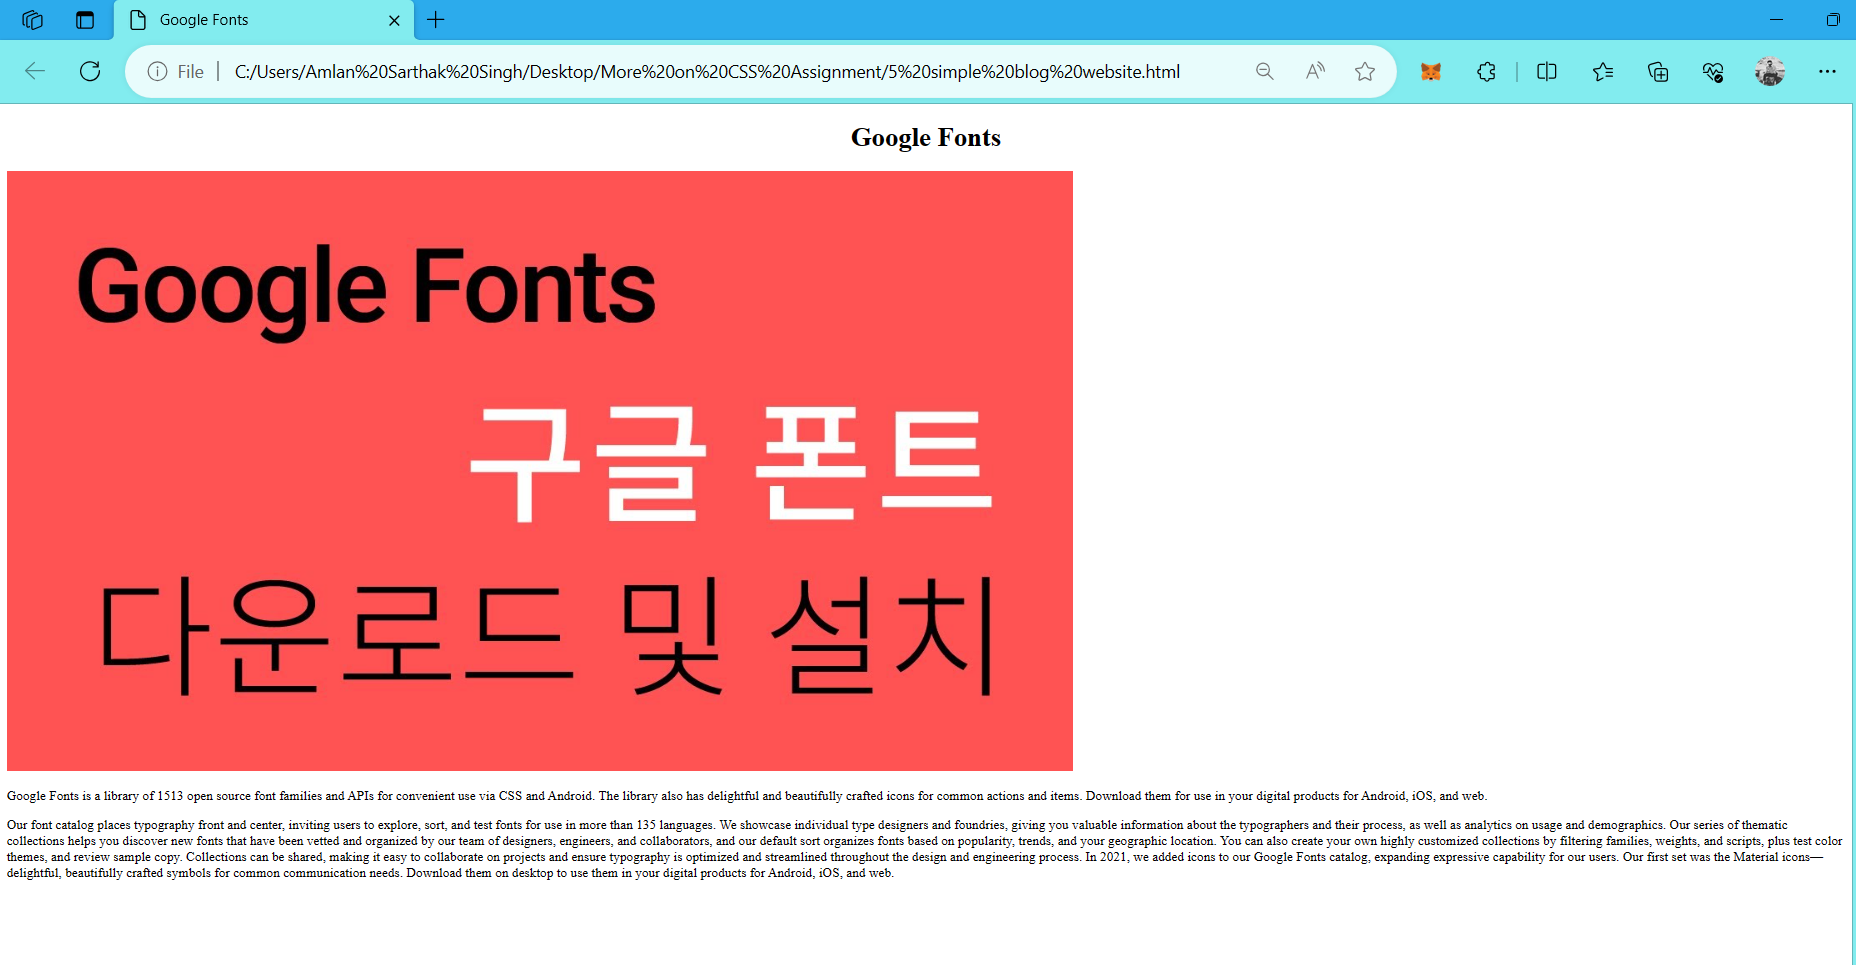 Google Fonts
File
C:/Users/Amlan%20Sarthak%20Singh/Desktop/More%20on%20CSS%20Assignment/5%20simple%20blog%20website.html
Google Fonts
Google Fonts
구글 폰트
다운로드 및 설치
Google Fonts is a library of 1513 open source font families and APIs for convenient use via CSS and Android. The library also has delightful and beautifully crafted icons for common actions and items. Download them for use in your digital products for Android, iOS, and web.
Our font catalog places typography front and center, inviting users to explore, sort, and test fonts for use in more than 135 languages. We showcase individual type designers and foundries, giving you valuable information about the typographers and their process, as well as analytics on usage and demographics. Our series of thematic
collections helps you discover new fonts that have been vetted and organized by our team of designers, engineers, and collaborators, and our default sort organizes fonts based on popularity, trends, and your geographic location. You can also create your own highly customized collections by filtering families, weights, and scripts, plus test color
themes, and review sample copy. Collections can be shared, making it easy to collaborate on projects and ensure typography is optimized and streamlined throughout the design and engineering process. In 2021, we added icons to our Google Fonts catalog, expanding expressive capability for our users. Our first set was the Material icons—
delightful, beautifully crafted symbols for common communication needs. Download them on desktop to use them in your digital products for Android, iOS, and web.